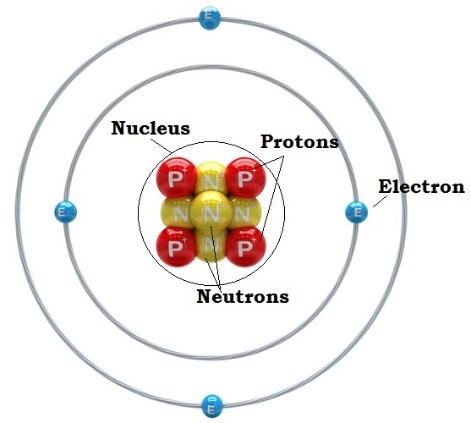 E
Nucleus
Protons
P+ N P+
Electron
E N N N E
P+ N P+
Neutrons
E